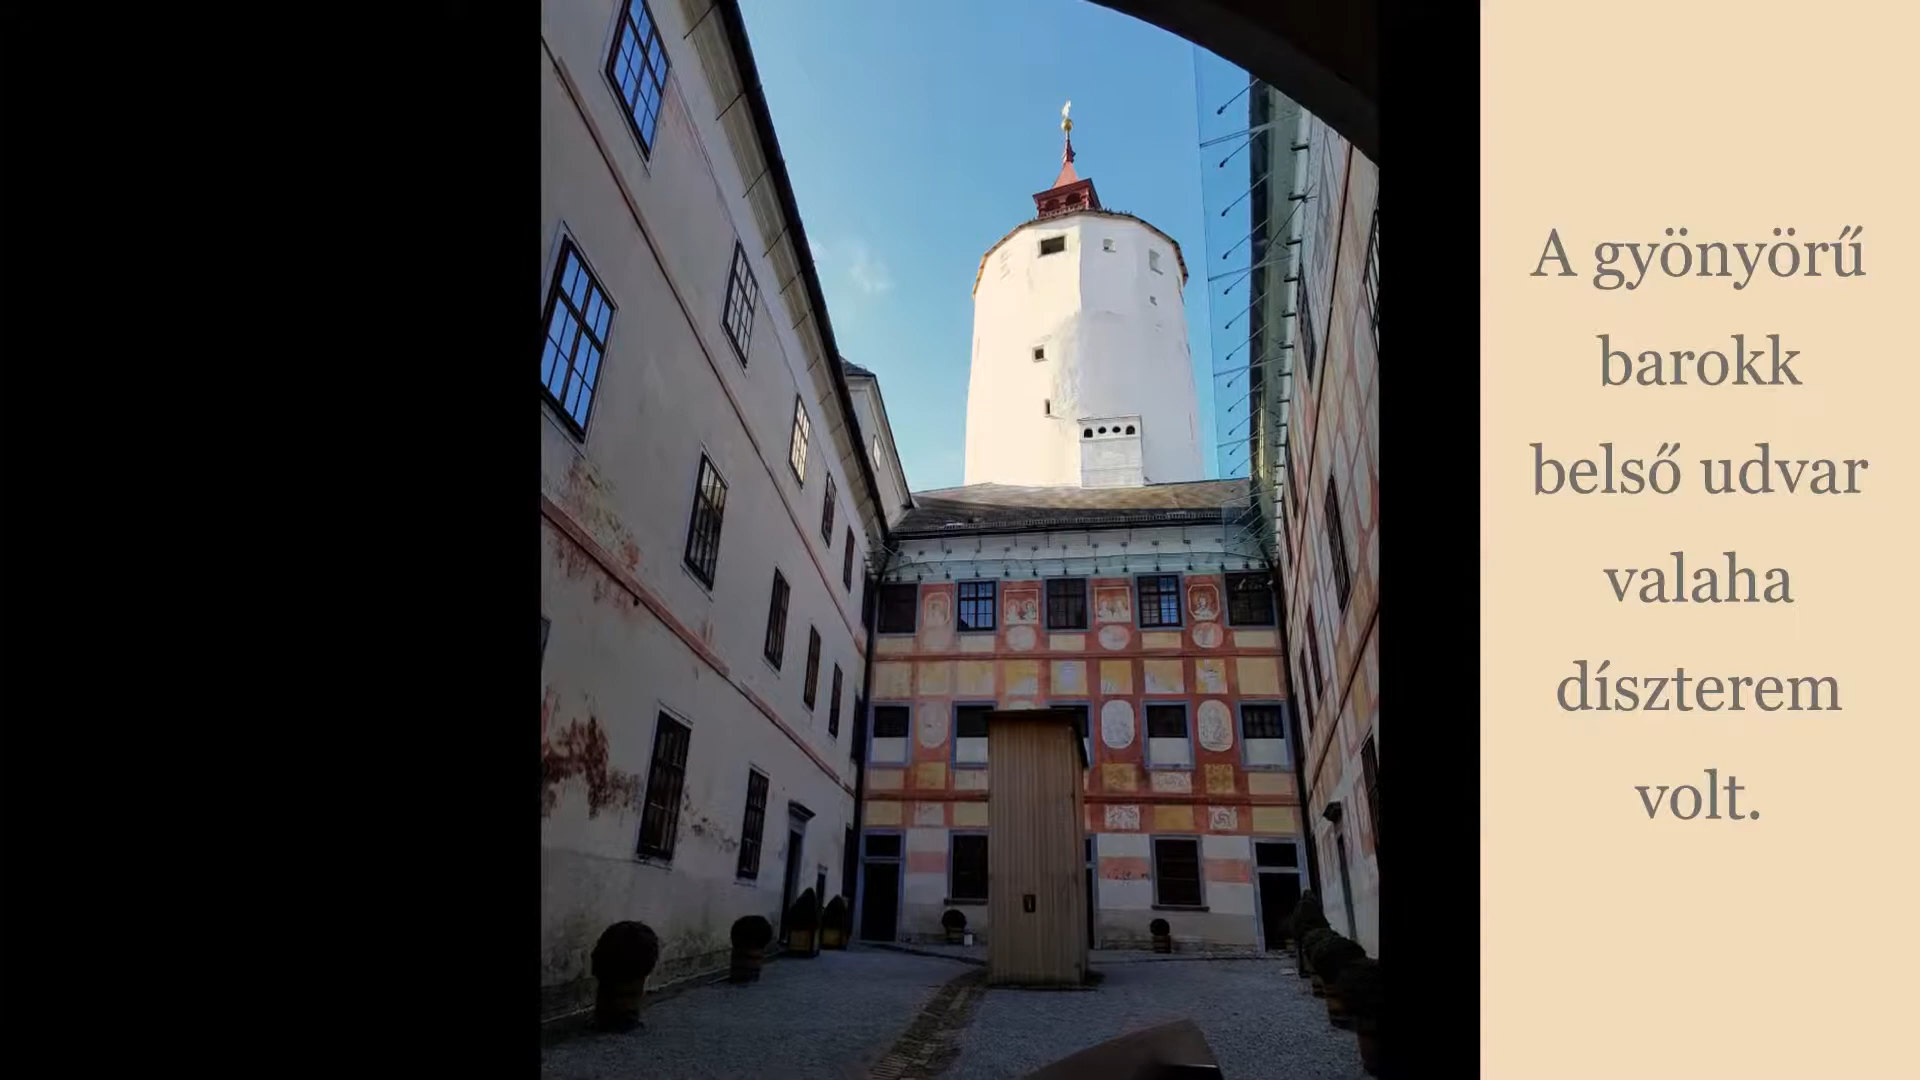 A gyönyörű
barokk
belső udvar
valaha
díszterem
volt.